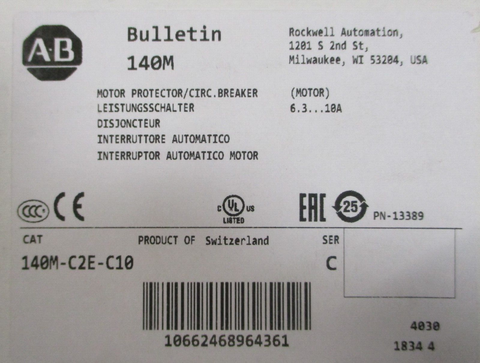 A-B
Bulletin
140M
Rockwell Automation,
1201 S 2nd St,
Milwaukee, WI 53204, USA
MOTOR PROTECTOR/CIRC.BREAKER
LEISTUNGSSCHALTER
DISJONCTEUR
INTERRUTTORE AUTOMATICO
INTERRUPTOR AUTOMATICO MOTOR
(MOTOR)
6.3...10A
CCC CE
C UL US
LISTED
EAC 25 PN-13389
CAT PRODUCT OF Switzerland SER
140M-C2E-C10 C
10662468964361
4030
1834 4